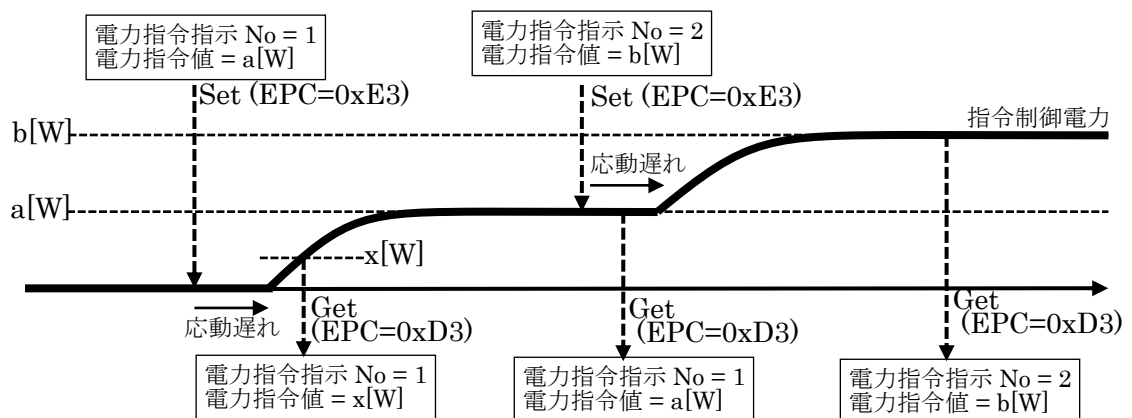 電力指令指示 No = 1
電力指令値 = a[W]
電力指令指示 No = 2
電力指令値 = b[W]
Set (EPC=0xE3)
Set (EPC=0xE3)
b[W]
指令制御電力
応動遅れ
a[W]
x[W]
応動遅れ
Get
(EPC=0xD3)
Get
(EPC=0xD3)
Get
(EPC=0xD3)
電力指令指示 No = 1
電力指令値 = x[W]
電力指令指示 No = 1
電力指令値 = a[W]
電力指令指示 No = 2
電力指令値 = b[W]